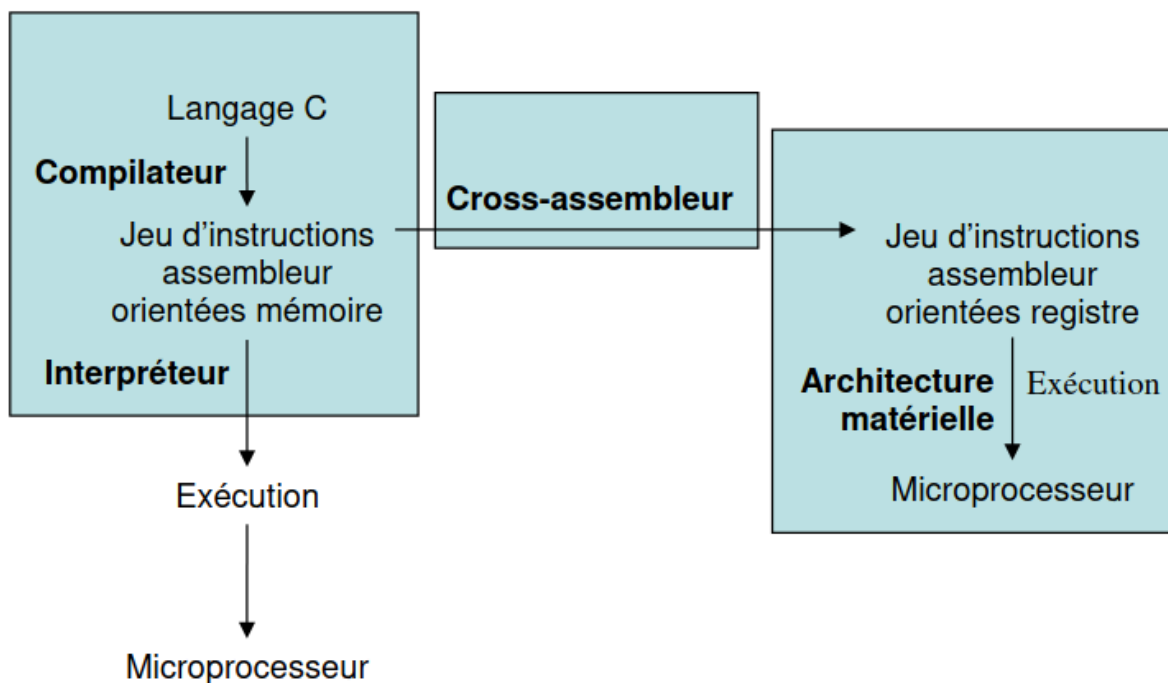 Langage C
Compilateur
Jeu d'instructions
assembleur
orientées mémoire
Interpréteur
Exécution
Microprocesseur
Cross-assembleur
Jeu d'instructions
assembleur
orientées registre
Architecture
matérielle
Exécution
Microprocesseur